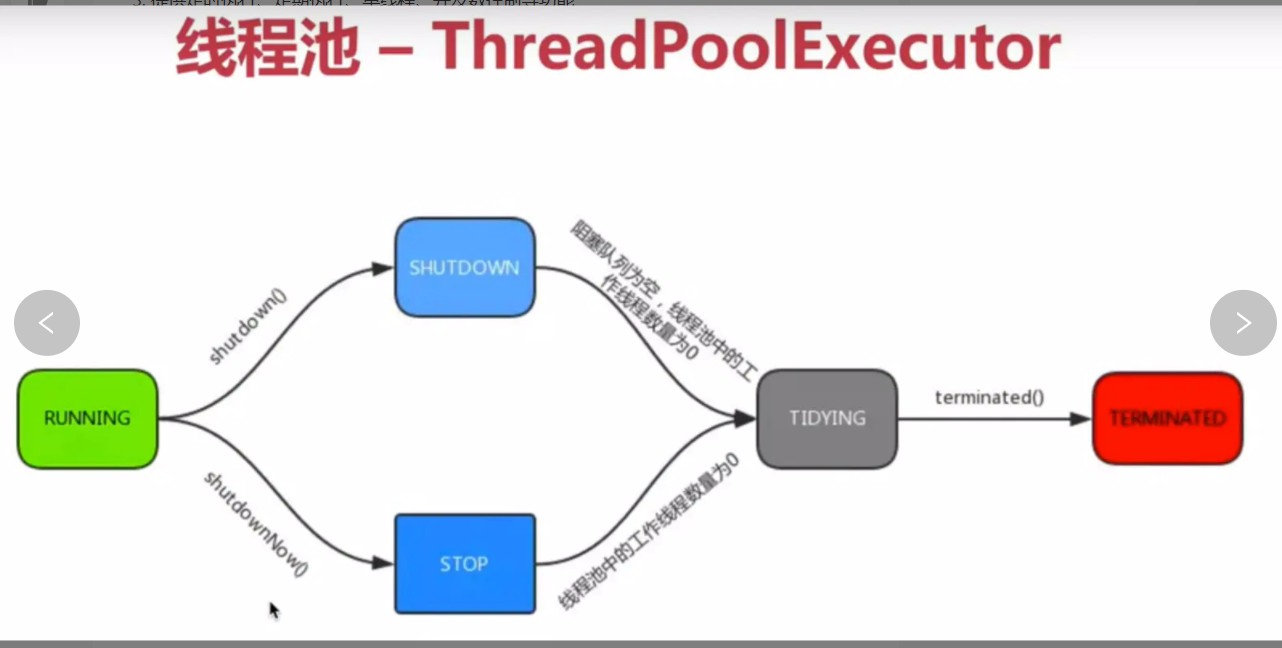 线程池 – ThreadPoolExecutor
SHUTDOWN
阻塞队列为空，线程池中的工
作线程数量为0
shutdown()
RUNNING
TIDYING
terminated()
TERMINATED
shutdownNow()
线程池中的工作线程数量为0
STOP